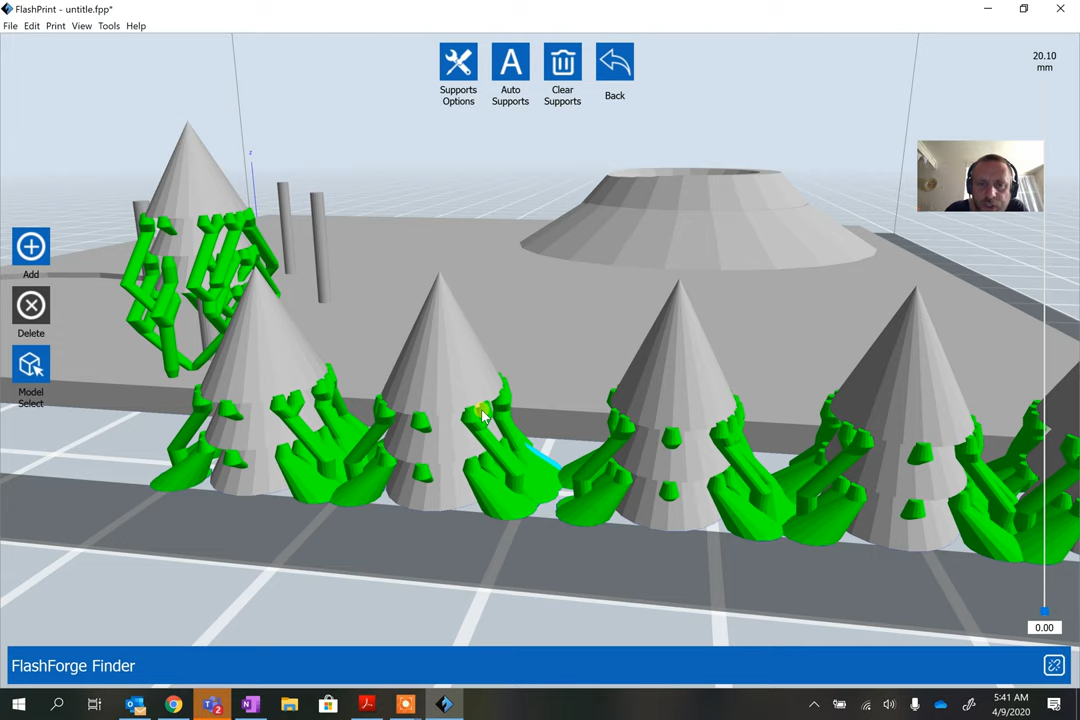 FlashPrint - untitle.fpp*
File Edit Print View Tools Help
Supports
Options
A
Auto
Supports
Clear
Supports
Back
20.10
mm
z
Add
Delete
Model
Select
0.00
FlashForge Finder
2
N
5:41 AM
4/9/2020